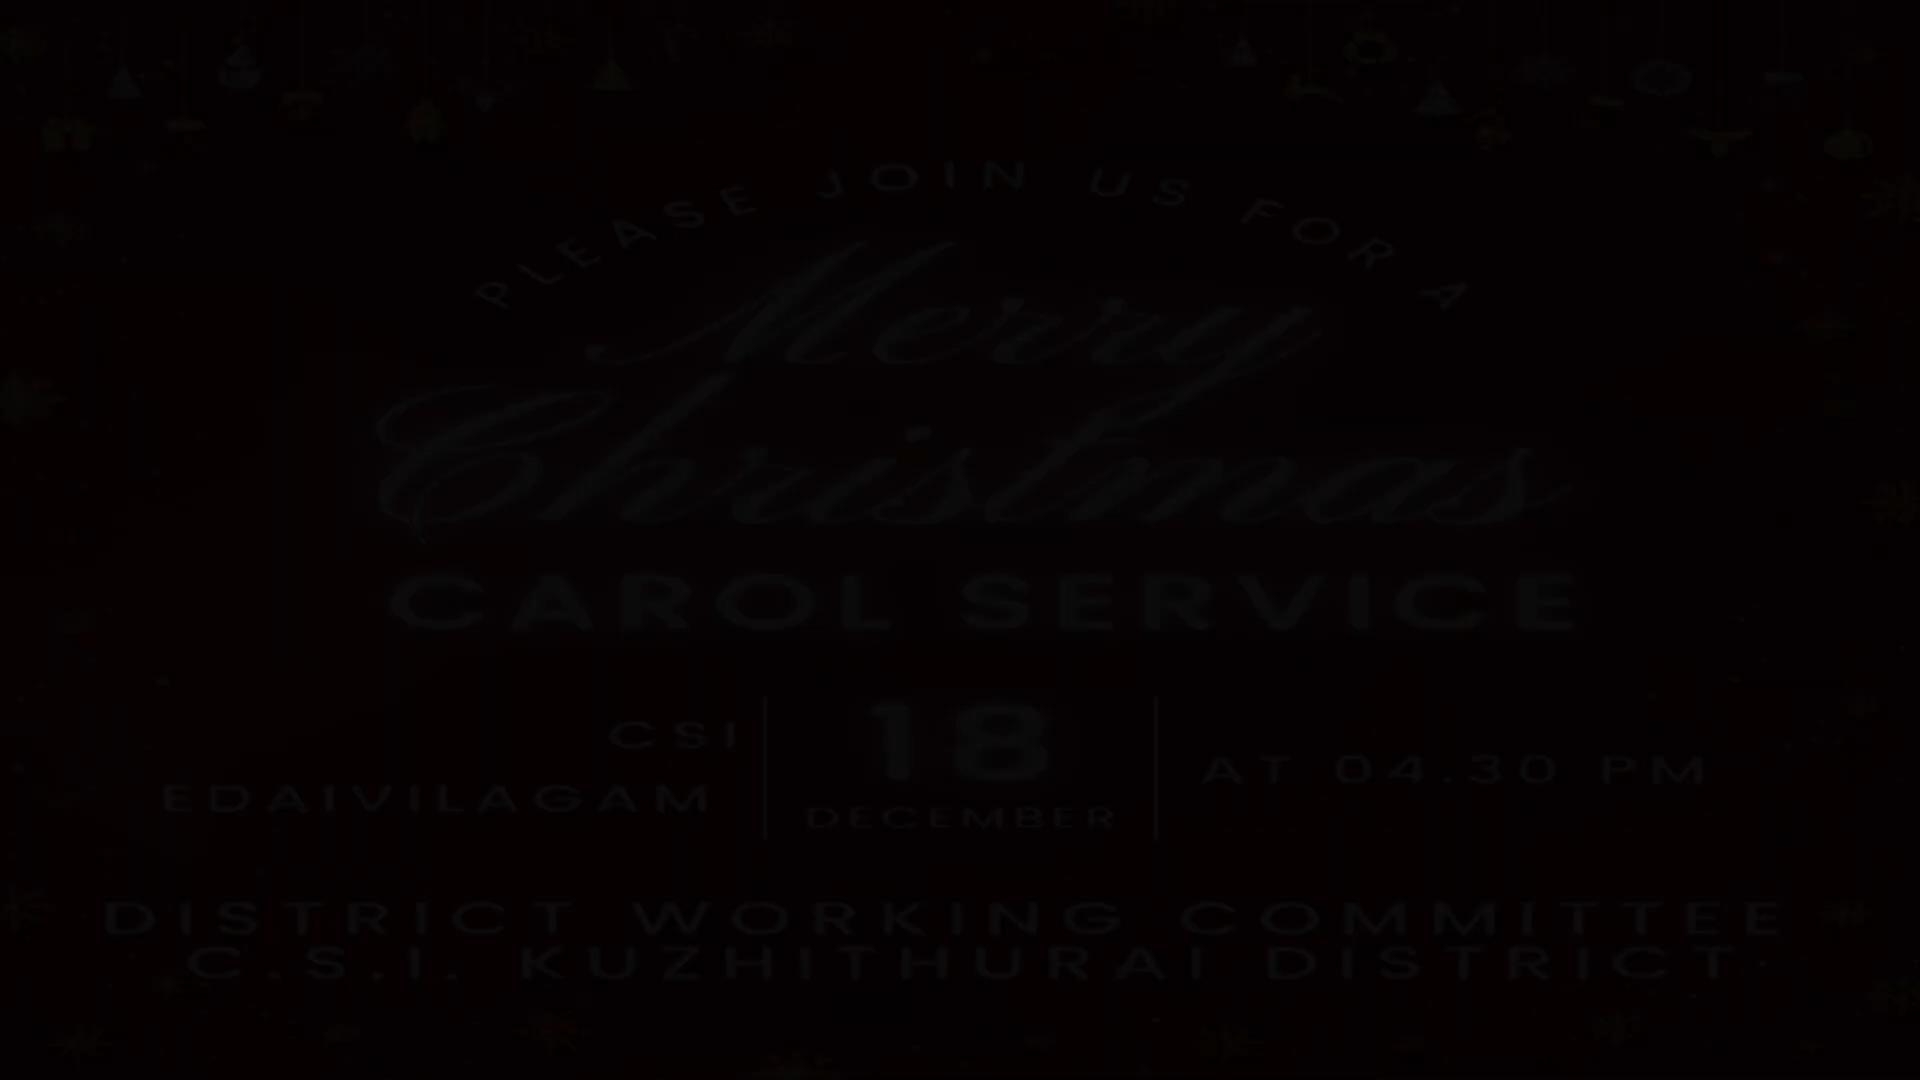 PLEASE JOIN US FOR A
Merry
Christmas
CAROL SERVICE
CSI
EDAIVILAGAM
18
DECEMBER
AT 04.30 PM
DISTRICT WORKING COMMITTEE
C.S.I. KUZHITHURAI DISTRICT.